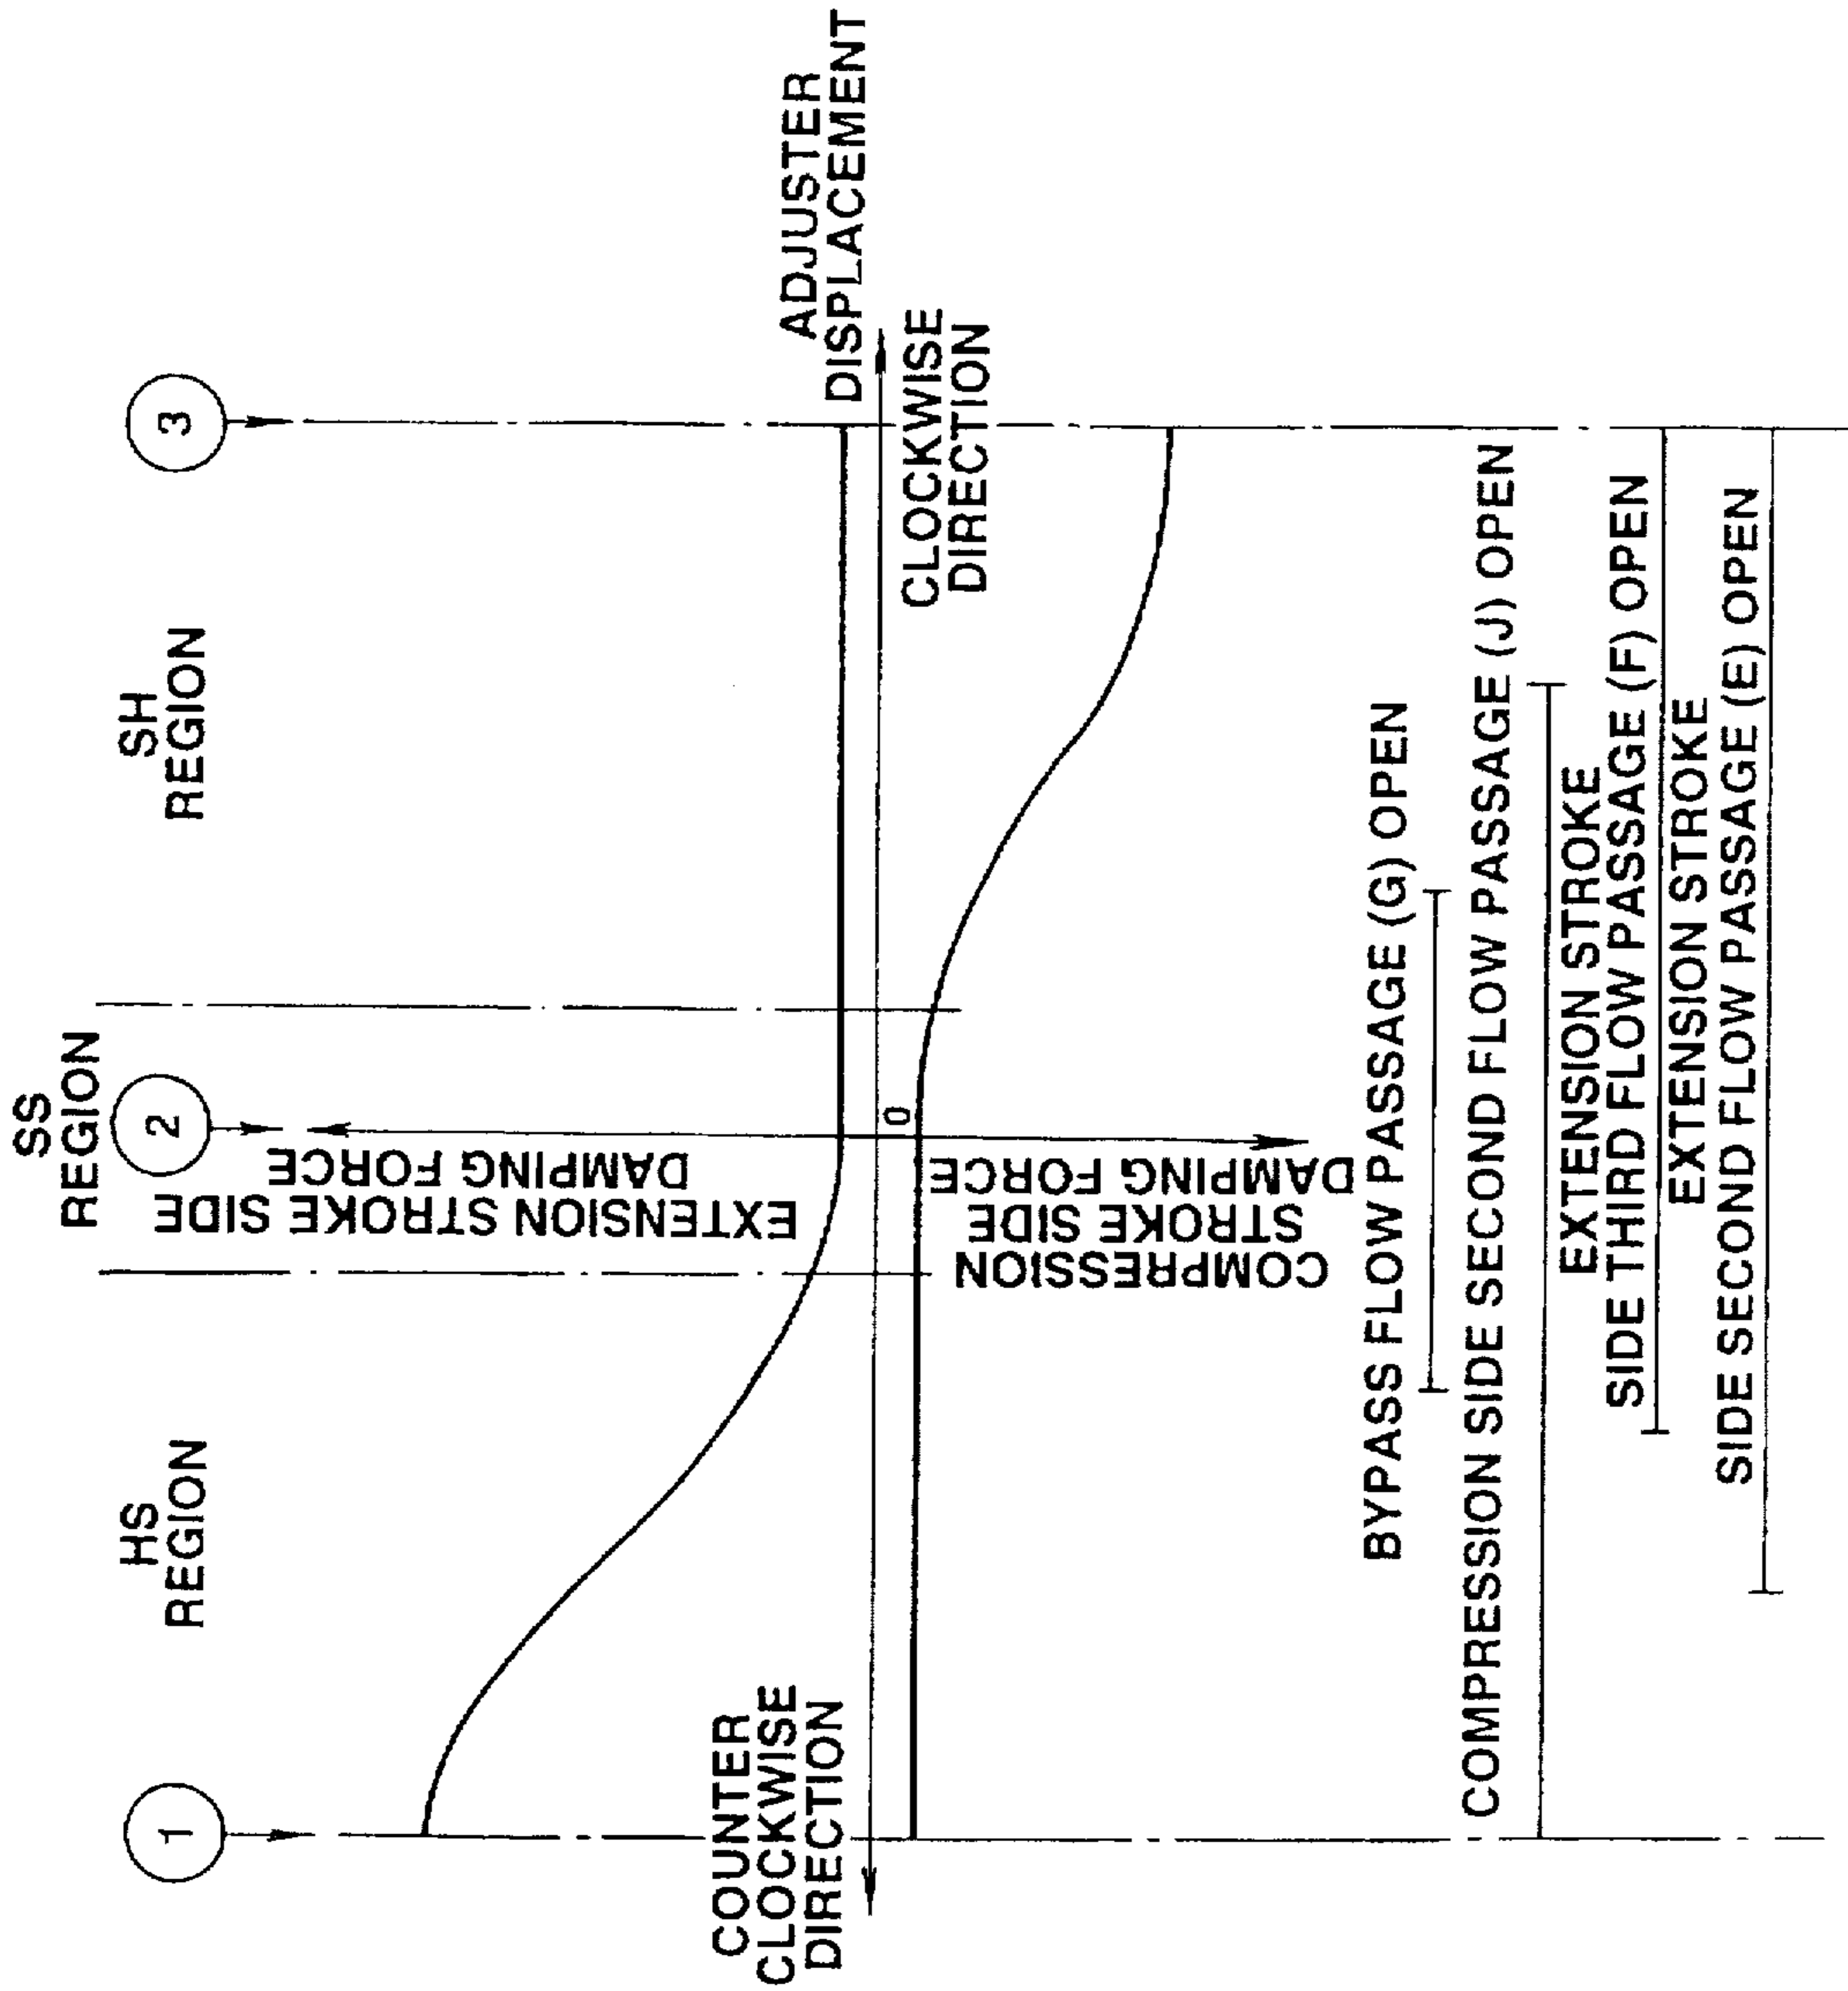 SS
REGION
HS
REGION
SH
REGION
1
2
3
EXTENSION STROKE SIDE
DAMPING FORCE
ADJUSTER
DISPLACEMENT
COUNTER
CLOCKWISE
DIRECTION
0
CLOCKWISE
DIRECTION
COMPRESSION
STROKE SIDE
DAMPING FORCE
BYPASS FLOW PASSAGE (G) OPEN
COMPRESSION SIDE SECOND FLOW PASSAGE (J) OPEN
EXTENSION STROKE
SIDE THIRD FLOW PASSAGE (F) OPEN
EXTENSION STROKE
SIDE SECOND FLOW PASSAGE (E) OPEN